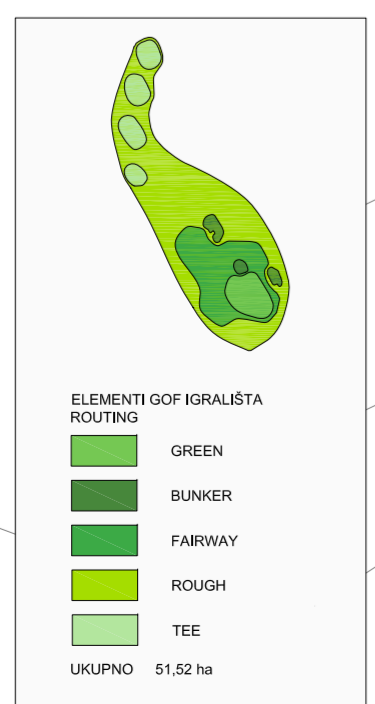 ELEMENTI GOF IGRALIŠTA
ROUTING
GREEN
BUNKER
FAIRWAY
ROUGH
TEE
UKUPNO 51,52 ha